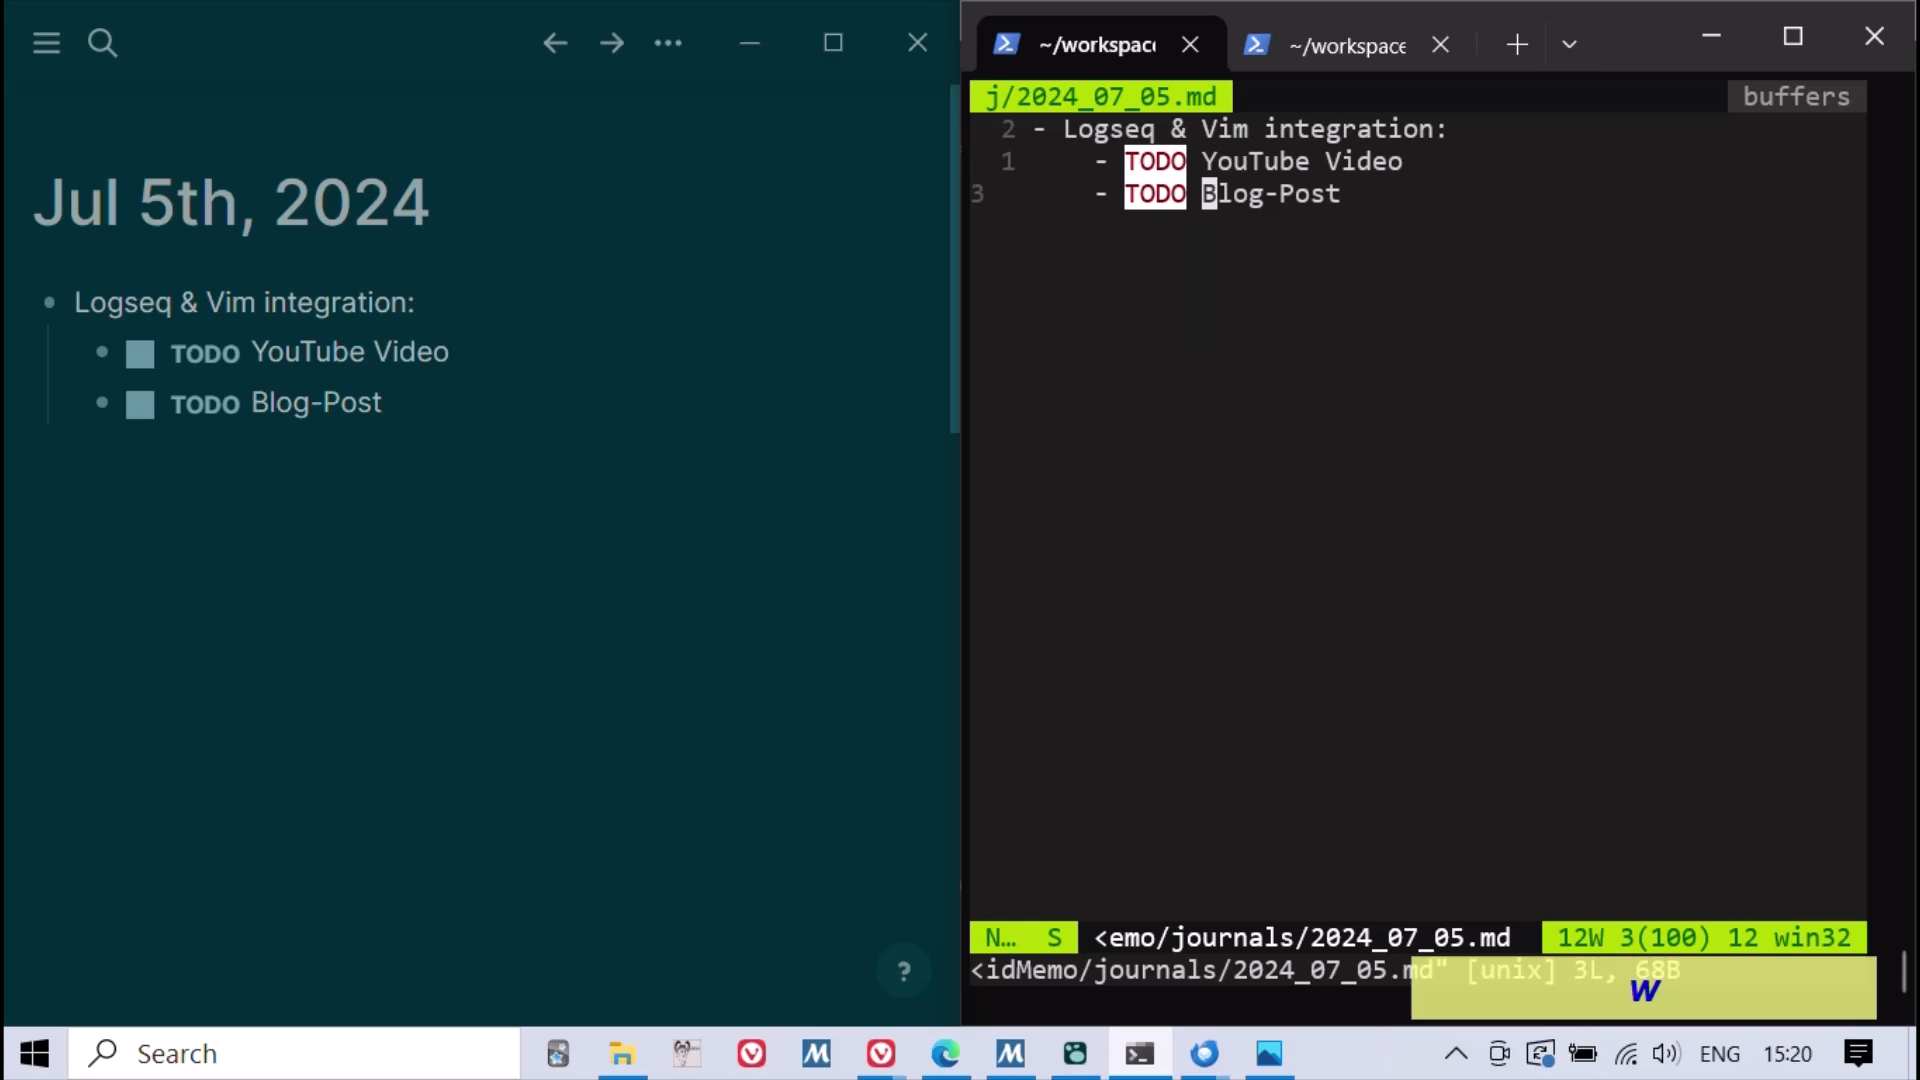 Jul 5th, 2024
Logseq & Vim integration:
TODO YouTube Video
TODO Blog-Post
?
~/workspac
~/workspace
j/2024_07_05.md
buffers
2 - Logseq & Vim integration:
1 - TODO YouTube Video
3 - TODO Blog-Post
N… S <emo/journals/2024_07_05.md 12W 3(100) 12 win32
<idMemo/journals/2024_07_05.md" [unix] 3L, 68B
w
Search
ENG 15:20